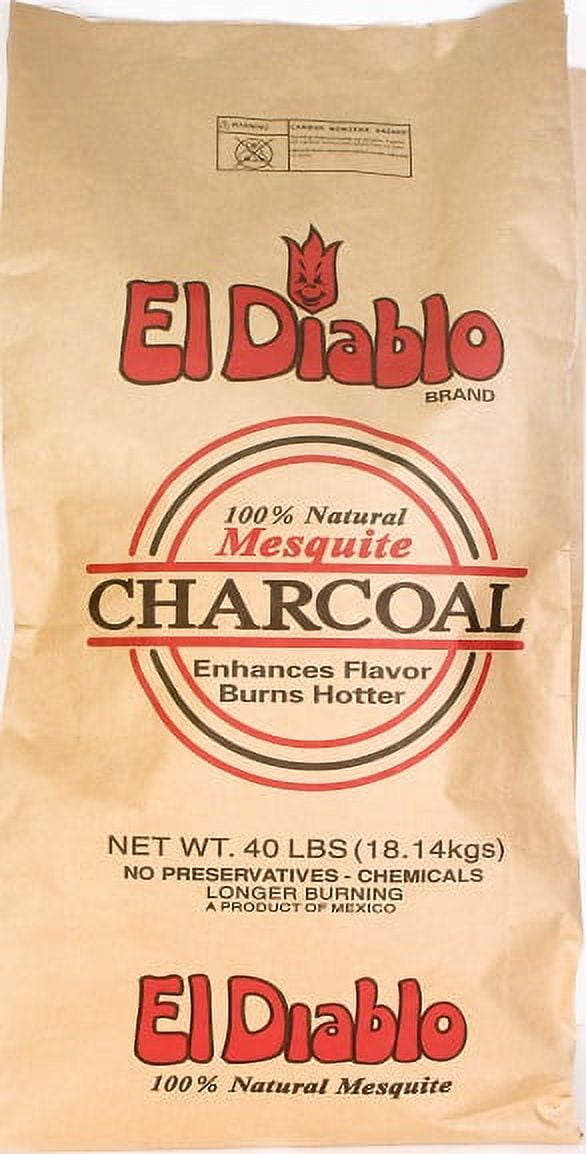 WARNING
CARBON MONOXIDE HAZARD
El Diablo
BRAND
100% Natural
Mesquite
CHARCOAL
Enhances Flavor
Burns Hotter
NET WT. 40 LBS (18.14kgs)
NO PRESERVATIVES - CHEMICALS
LONGER BURNING
A PRODUCT OF MEXICO
El Diablo
100% Natural Mesquite